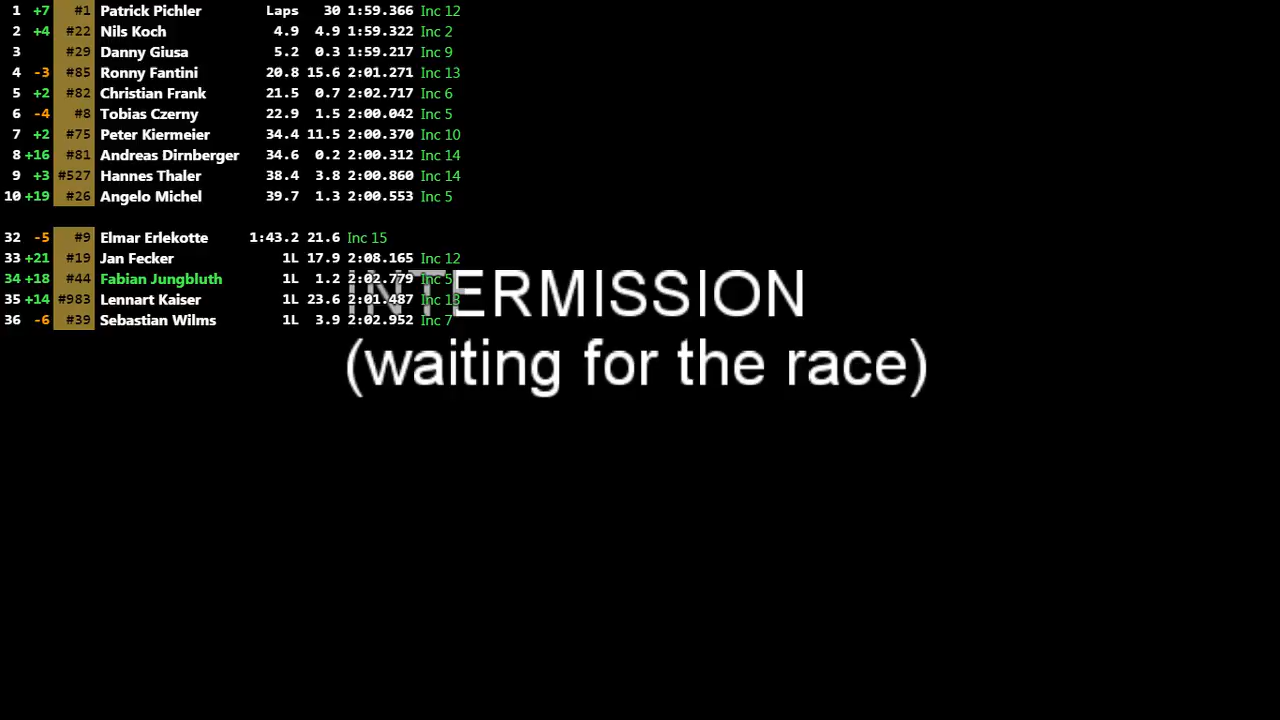 1 +7 #1 Patrick Pichler Laps 30 1:59.366 Inc 12
2 +4 #22 Nils Koch 4.9 4.9 1:59.322 Inc 2
3 #29 Danny Giusa 5.2 0.3 1:59.217 Inc 9
4 -3 #85 Ronny Fantini 20.8 15.6 2:01.271 Inc 13
5 +2 #82 Christian Frank 21.5 0.7 2:02.717 Inc 6
6 -4 #8 Tobias Czerny 22.9 1.5 2:00.042 Inc 5
7 +2 #75 Peter Kiermeier 34.4 11.5 2:00.370 Inc 10
8 +16 #81 Andreas Dirnberger 34.6 0.2 2:00.312 Inc 14
9 +3 #527 Hannes Thaler 38.4 3.8 2:00.860 Inc 14
10 +19 #26 Angelo Michel 39.7 1.3 2:00.553 Inc 5
32 -5 #9 Elmar Erlekotte 1:43.2 21.6 Inc 15
33 +21 #19 Jan Fecker 1L 17.9 2:08.165 Inc 12
34 +18 #44 Fabian Jungbluth 1L 1.2 2:02.779 Inc 5
35 +14 #983 Lennart Kaiser 1L 23.6 2:01.487 Inc 13
36 -6 #39 Sebastian Wilms 1L 3.9 2:02.952 Inc 7
INTERMISSION
(waiting for the race)